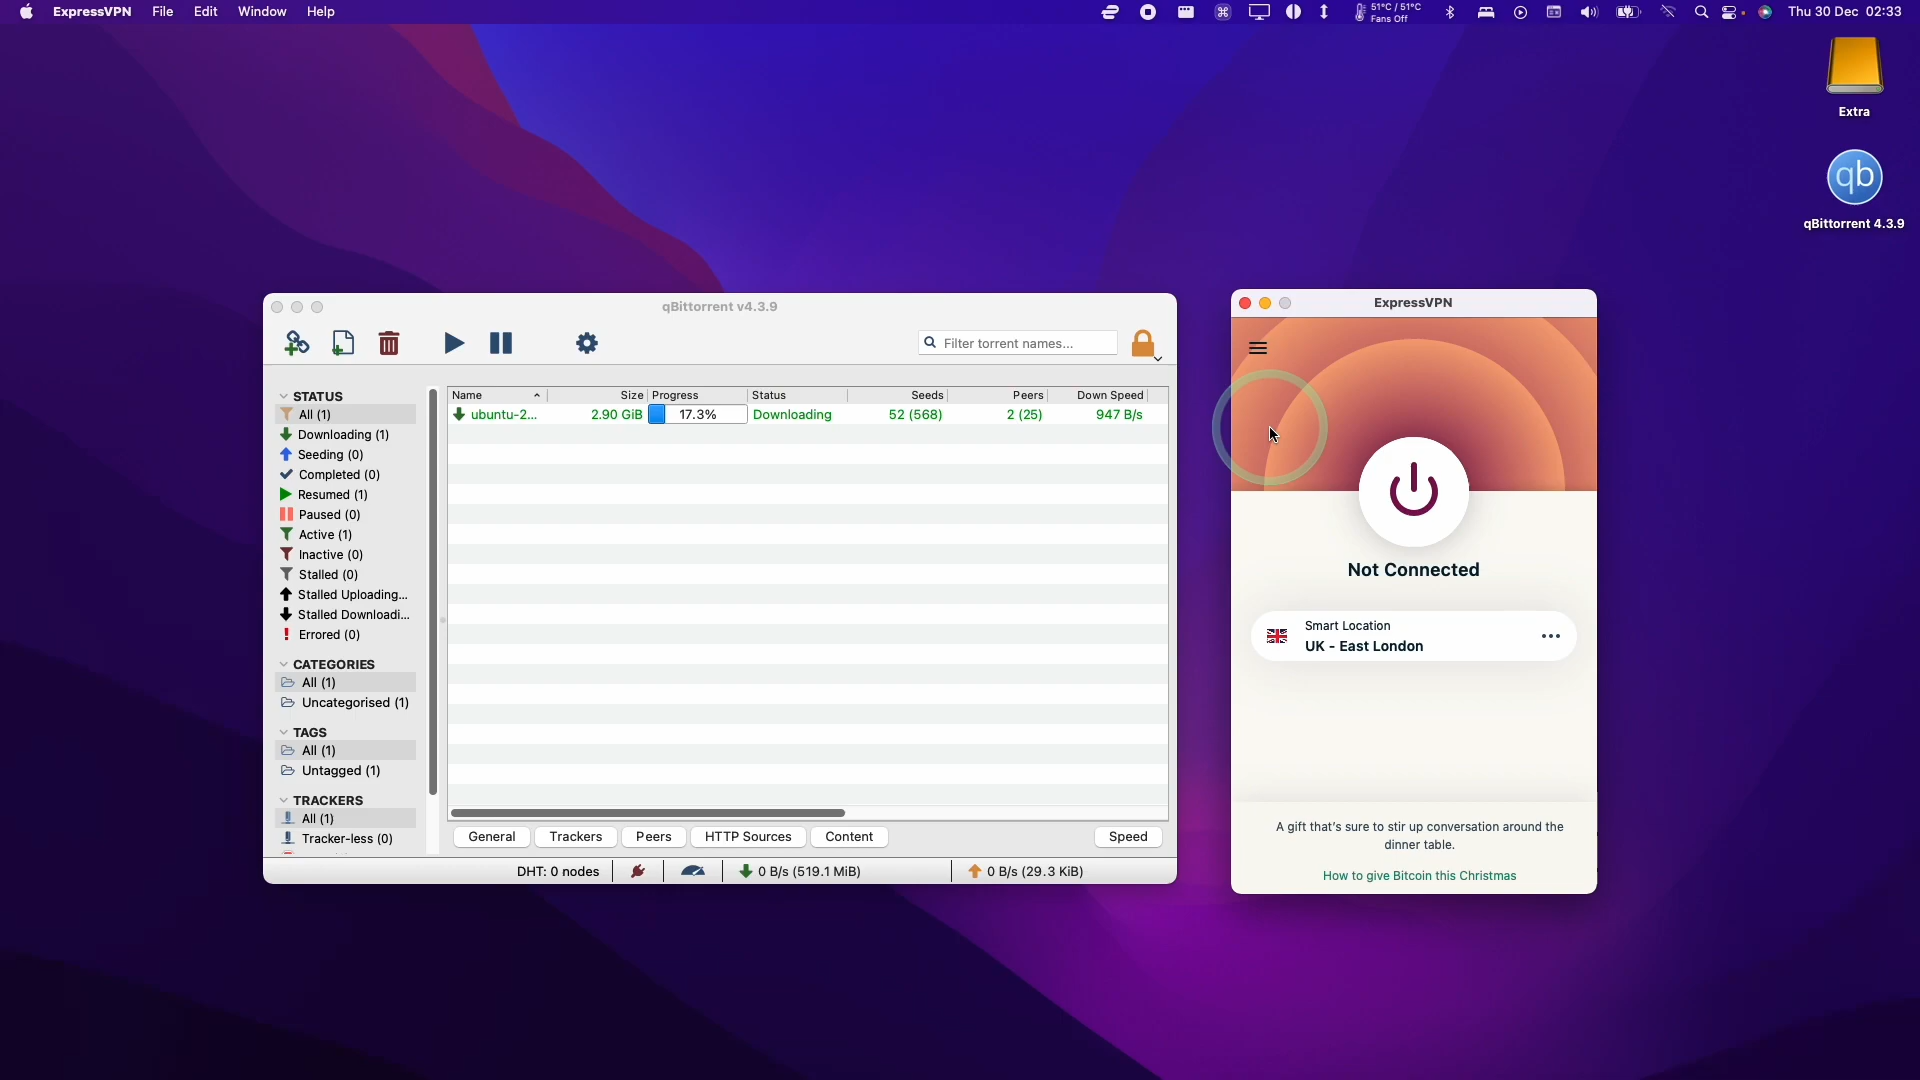 ExpressVPN File Edit Window Help
51°C / 51°C
Fans Off
Thu 30 Dec 02:33
Extra
qb
qBittorrent 4.3.9
qBittorrent v4.3.9
Filter torrent names...
STATUS
All (1)
Downloading (1)
Seeding (0)
Completed (0)
Resumed (1)
Paused (0)
Active (1)
Inactive (0)
Stalled (0)
Stalled Uploading...
Stalled Downloadi...
Errored (0)
CATEGORIES
All (1)
Uncategorised (1)
TAGS
All (1)
Untagged (1)
TRACKERS
All (1)
Tracker-less (0)
Name Size Progress Status Seeds Peers Down Speed
ubuntu-2... 2.90 GiB 17.3% Downloading 52 (568) 2 (25) 947 B/s
General Trackers Peers HTTP Sources Content Speed
DHT: 0 nodes 0 B/s (519.1 MiB) 0 B/s (29.3 KiB)
ExpressVPN
Not Connected
Smart Location
UK - East London
A gift that's sure to stir up conversation around the
dinner table.
How to give Bitcoin this Christmas